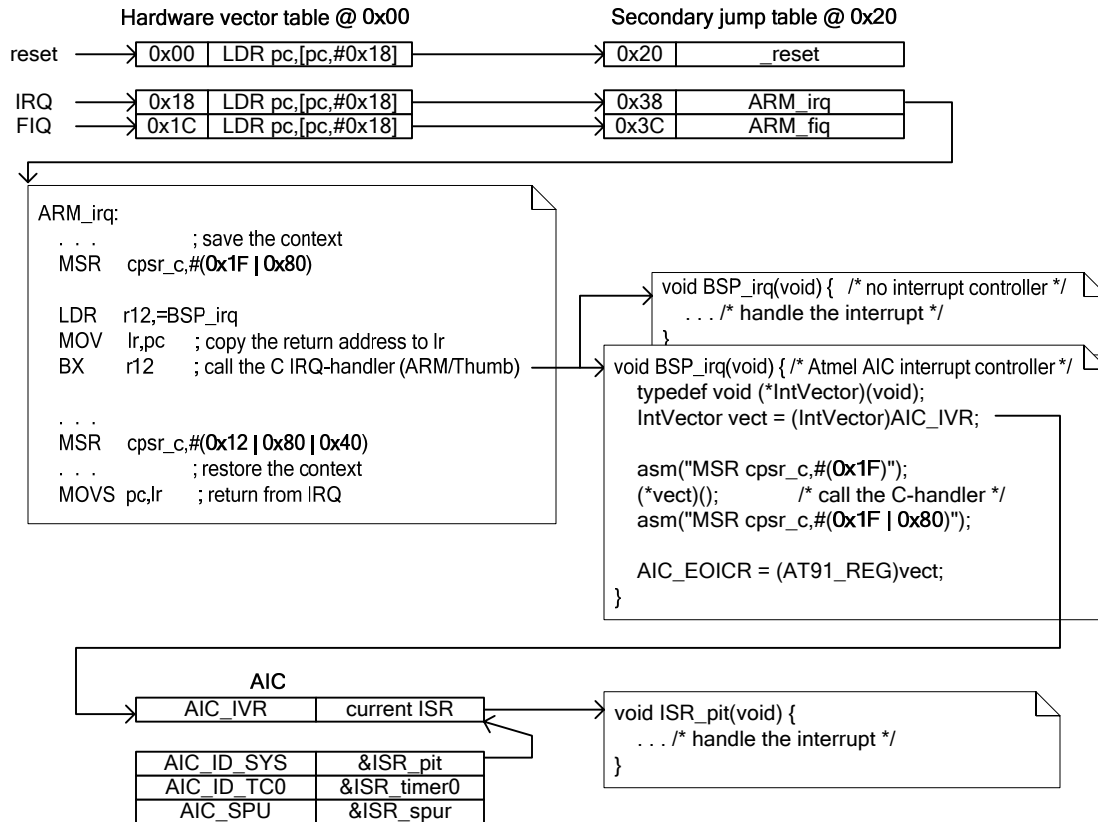 Hardware vector table @ 0x00
Secondary jump table @ 0x20
reset 0x00 LDR pc,[pc,#0x18] 0x20 _reset
IRQ 0x18 LDR pc,[pc,#0x18] 0x38 ARM_irq
FIQ 0x1C LDR pc,[pc,#0x18] 0x3C ARM_fiq
ARM_irq:
. . . ; save the context
MSR cpsr_c,#(0x1F | 0x80)
LDR r12,=BSP_irq
MOV lr,pc ; copy the return address to lr
BX r12 ; call the C IRQ-handler (ARM/Thumb)
. . .
MSR cpsr_c,#(0x12 | 0x80 | 0x40)
. . . ; restore the context
MOVS pc,lr ; return from IRQ
void BSP_irq(void) { /* no interrupt controller */
. . . /* handle the interrupt */
}
void BSP_irq(void) { /* Atmel AIC interrupt controller */
typedef void (*IntVector)(void);
IntVector vect = (IntVector)AIC_IVR;
asm("MSR cpsr_c,#(0x1F)");
(*vect)(); /* call the C-handler */
asm("MSR cpsr_c,#(0x1F | 0x80)");
AIC_EOICR = (AT91_REG)vect;
}
AIC
AIC_IVR current ISR
AIC_ID_SYS &ISR_pit
AIC_ID_TC0 &ISR_timer0
AIC_SPU &ISR_spur
void ISR_pit(void) {
. . . /* handle the interrupt */
}